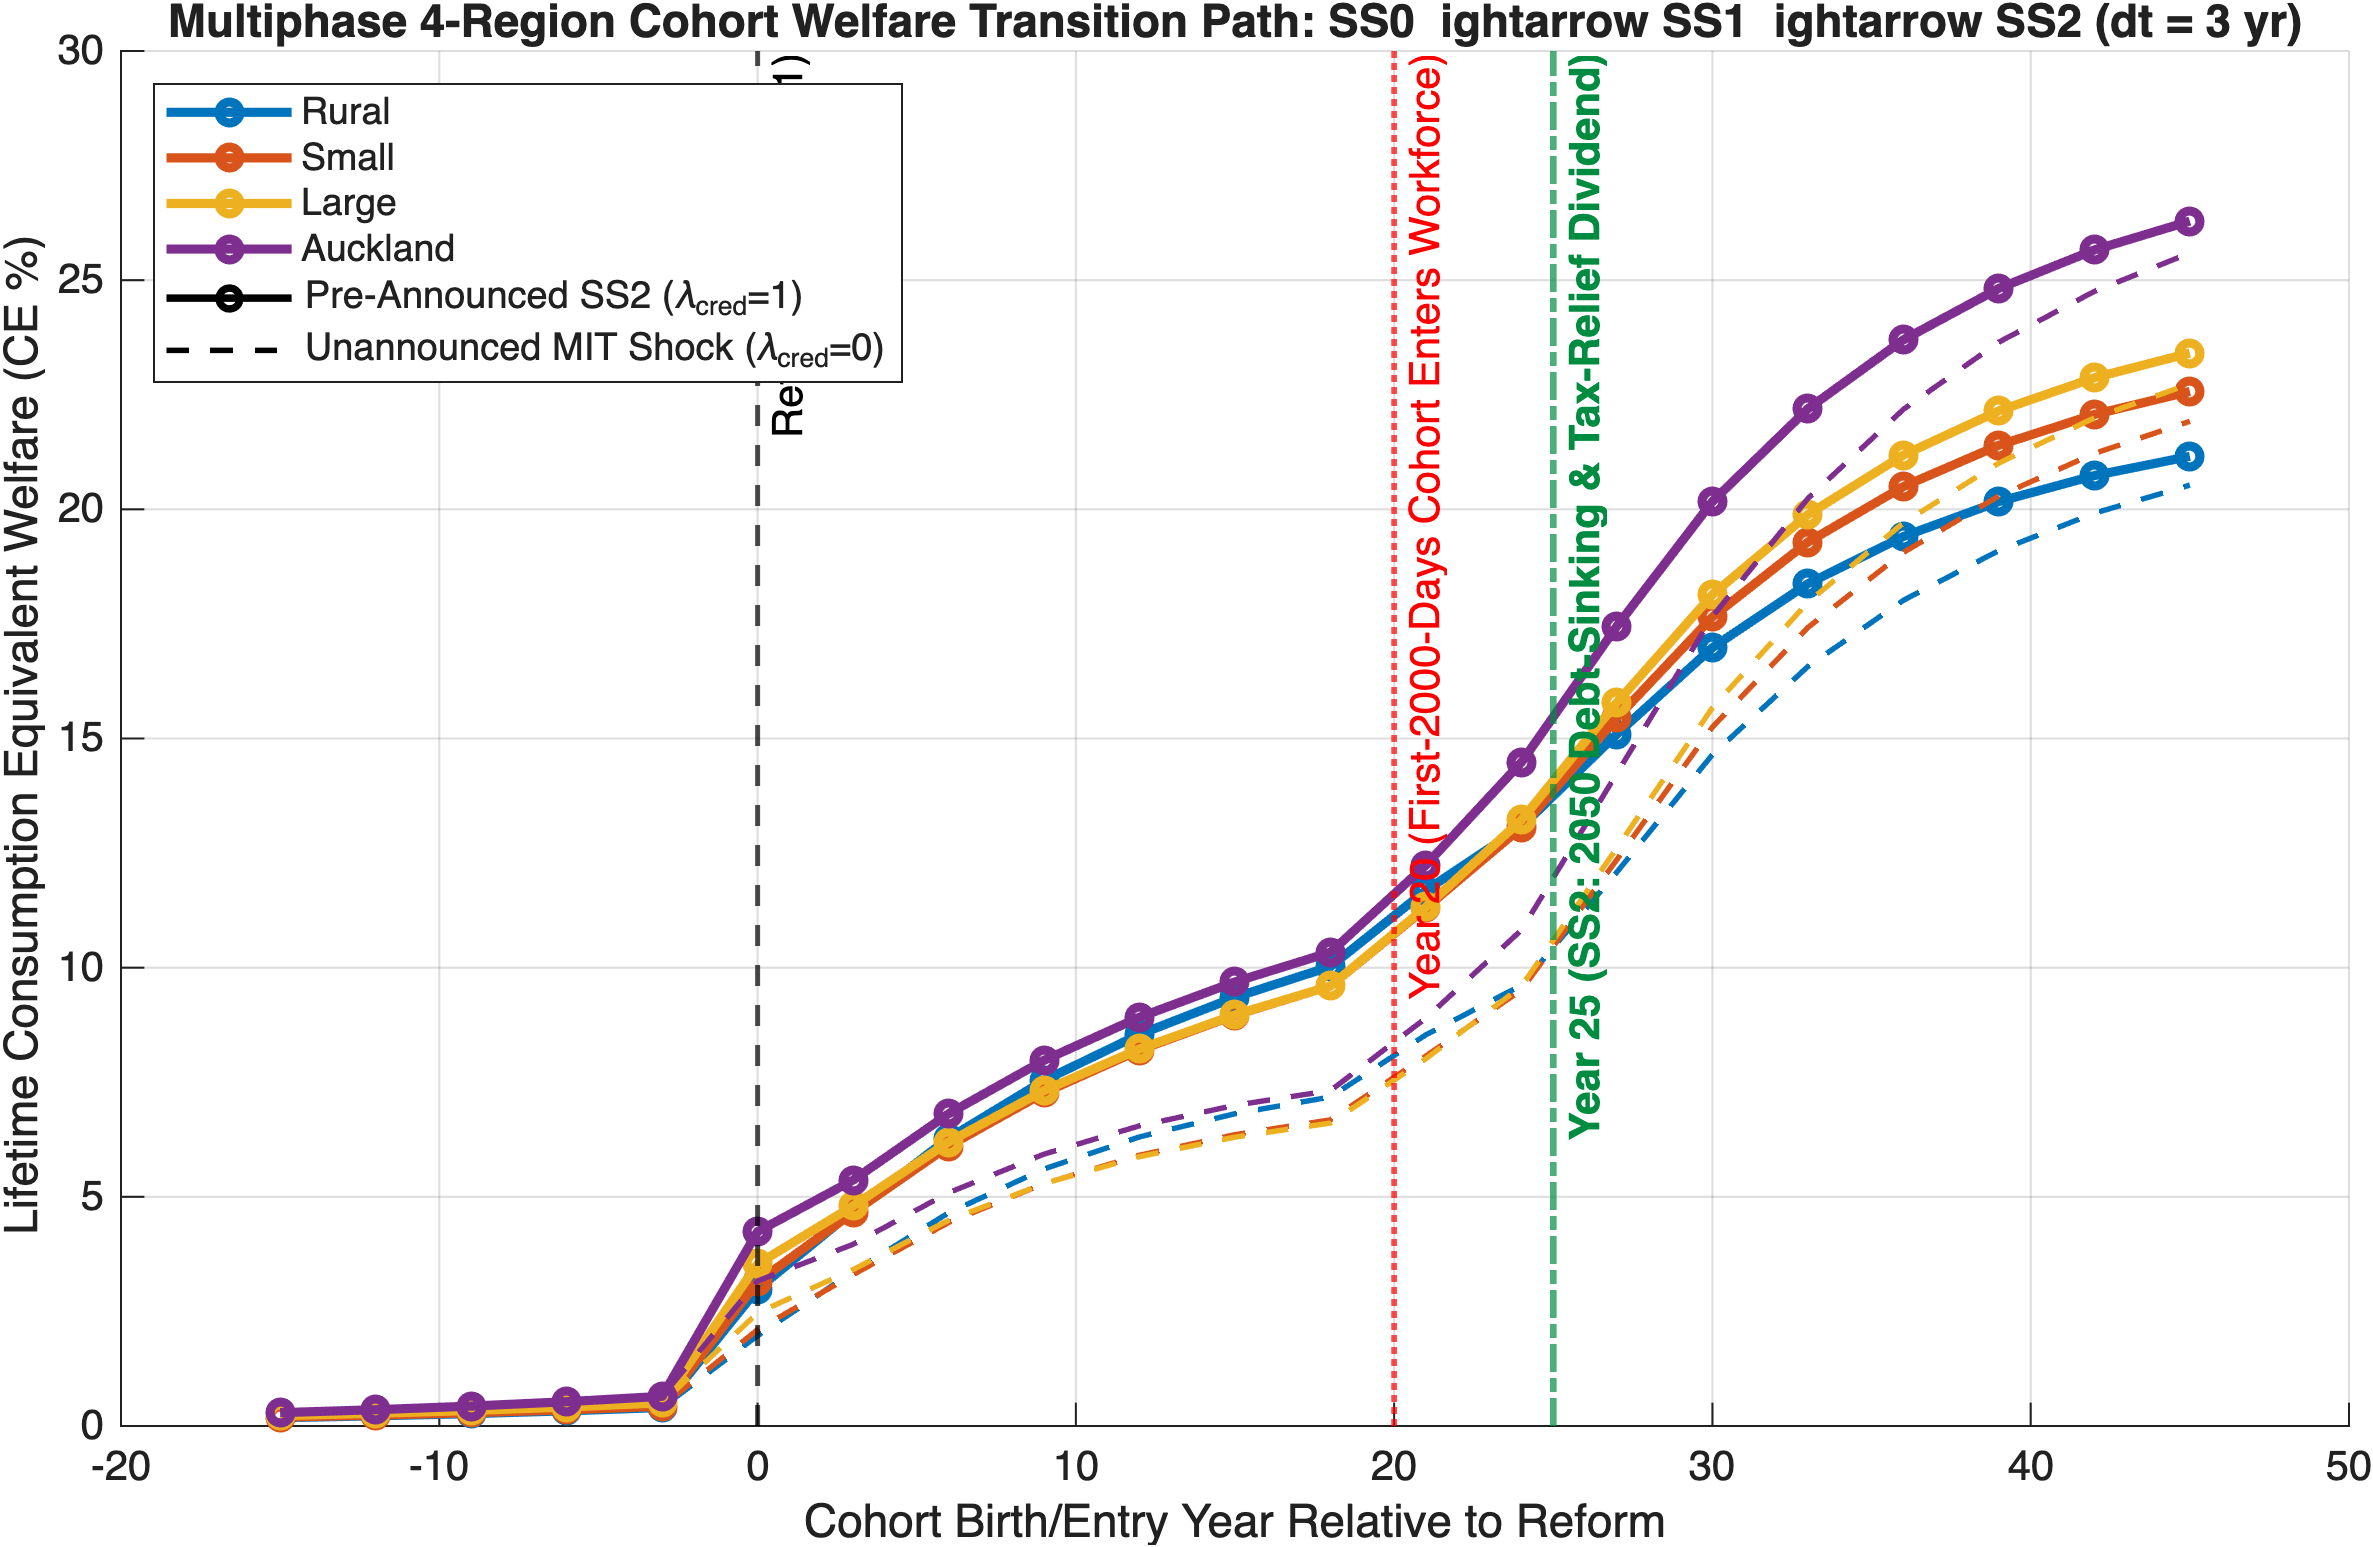 Multiphase 4-Region Cohort Welfare Transition Path: SS0 ightarrow SS1 ightarrow SS2 (dt = 3 yr)
Lifetime Consumption Equivalent Welfare (CE %)
30
25
20
15
10
5
0
Rural
Small
Large
Auckland
Pre-Announced SS2 (λcred=1)
Unannounced MIT Shock (λcred=0)
Re
1)
Year 20 (First-2000-Days Cohort Enters Workforce)
Year 25 (SS2: 2050 Debt-Sinking & Tax-Relief Dividend)
-20
-10
0
10
20
30
40
50
Cohort Birth/Entry Year Relative to Reform